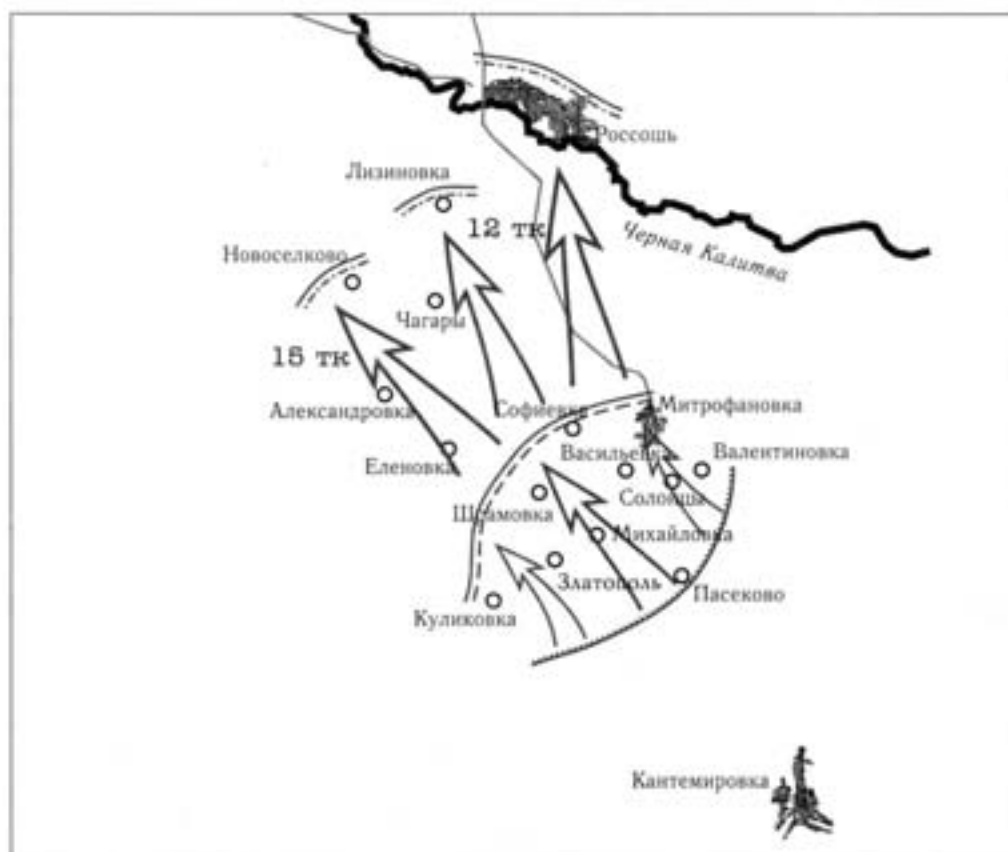 Россошь
Лизиновка
12 тк
Черная Калитва
Новоселково
Чагары
15 тк
Александровка
Софиевка
Митрофановка
Васильевка
Валентиновка
Еленовка
Солонцы
Шрамовка
Михайловка
Златополь
Пасеково
Куликовка
Кантемировка